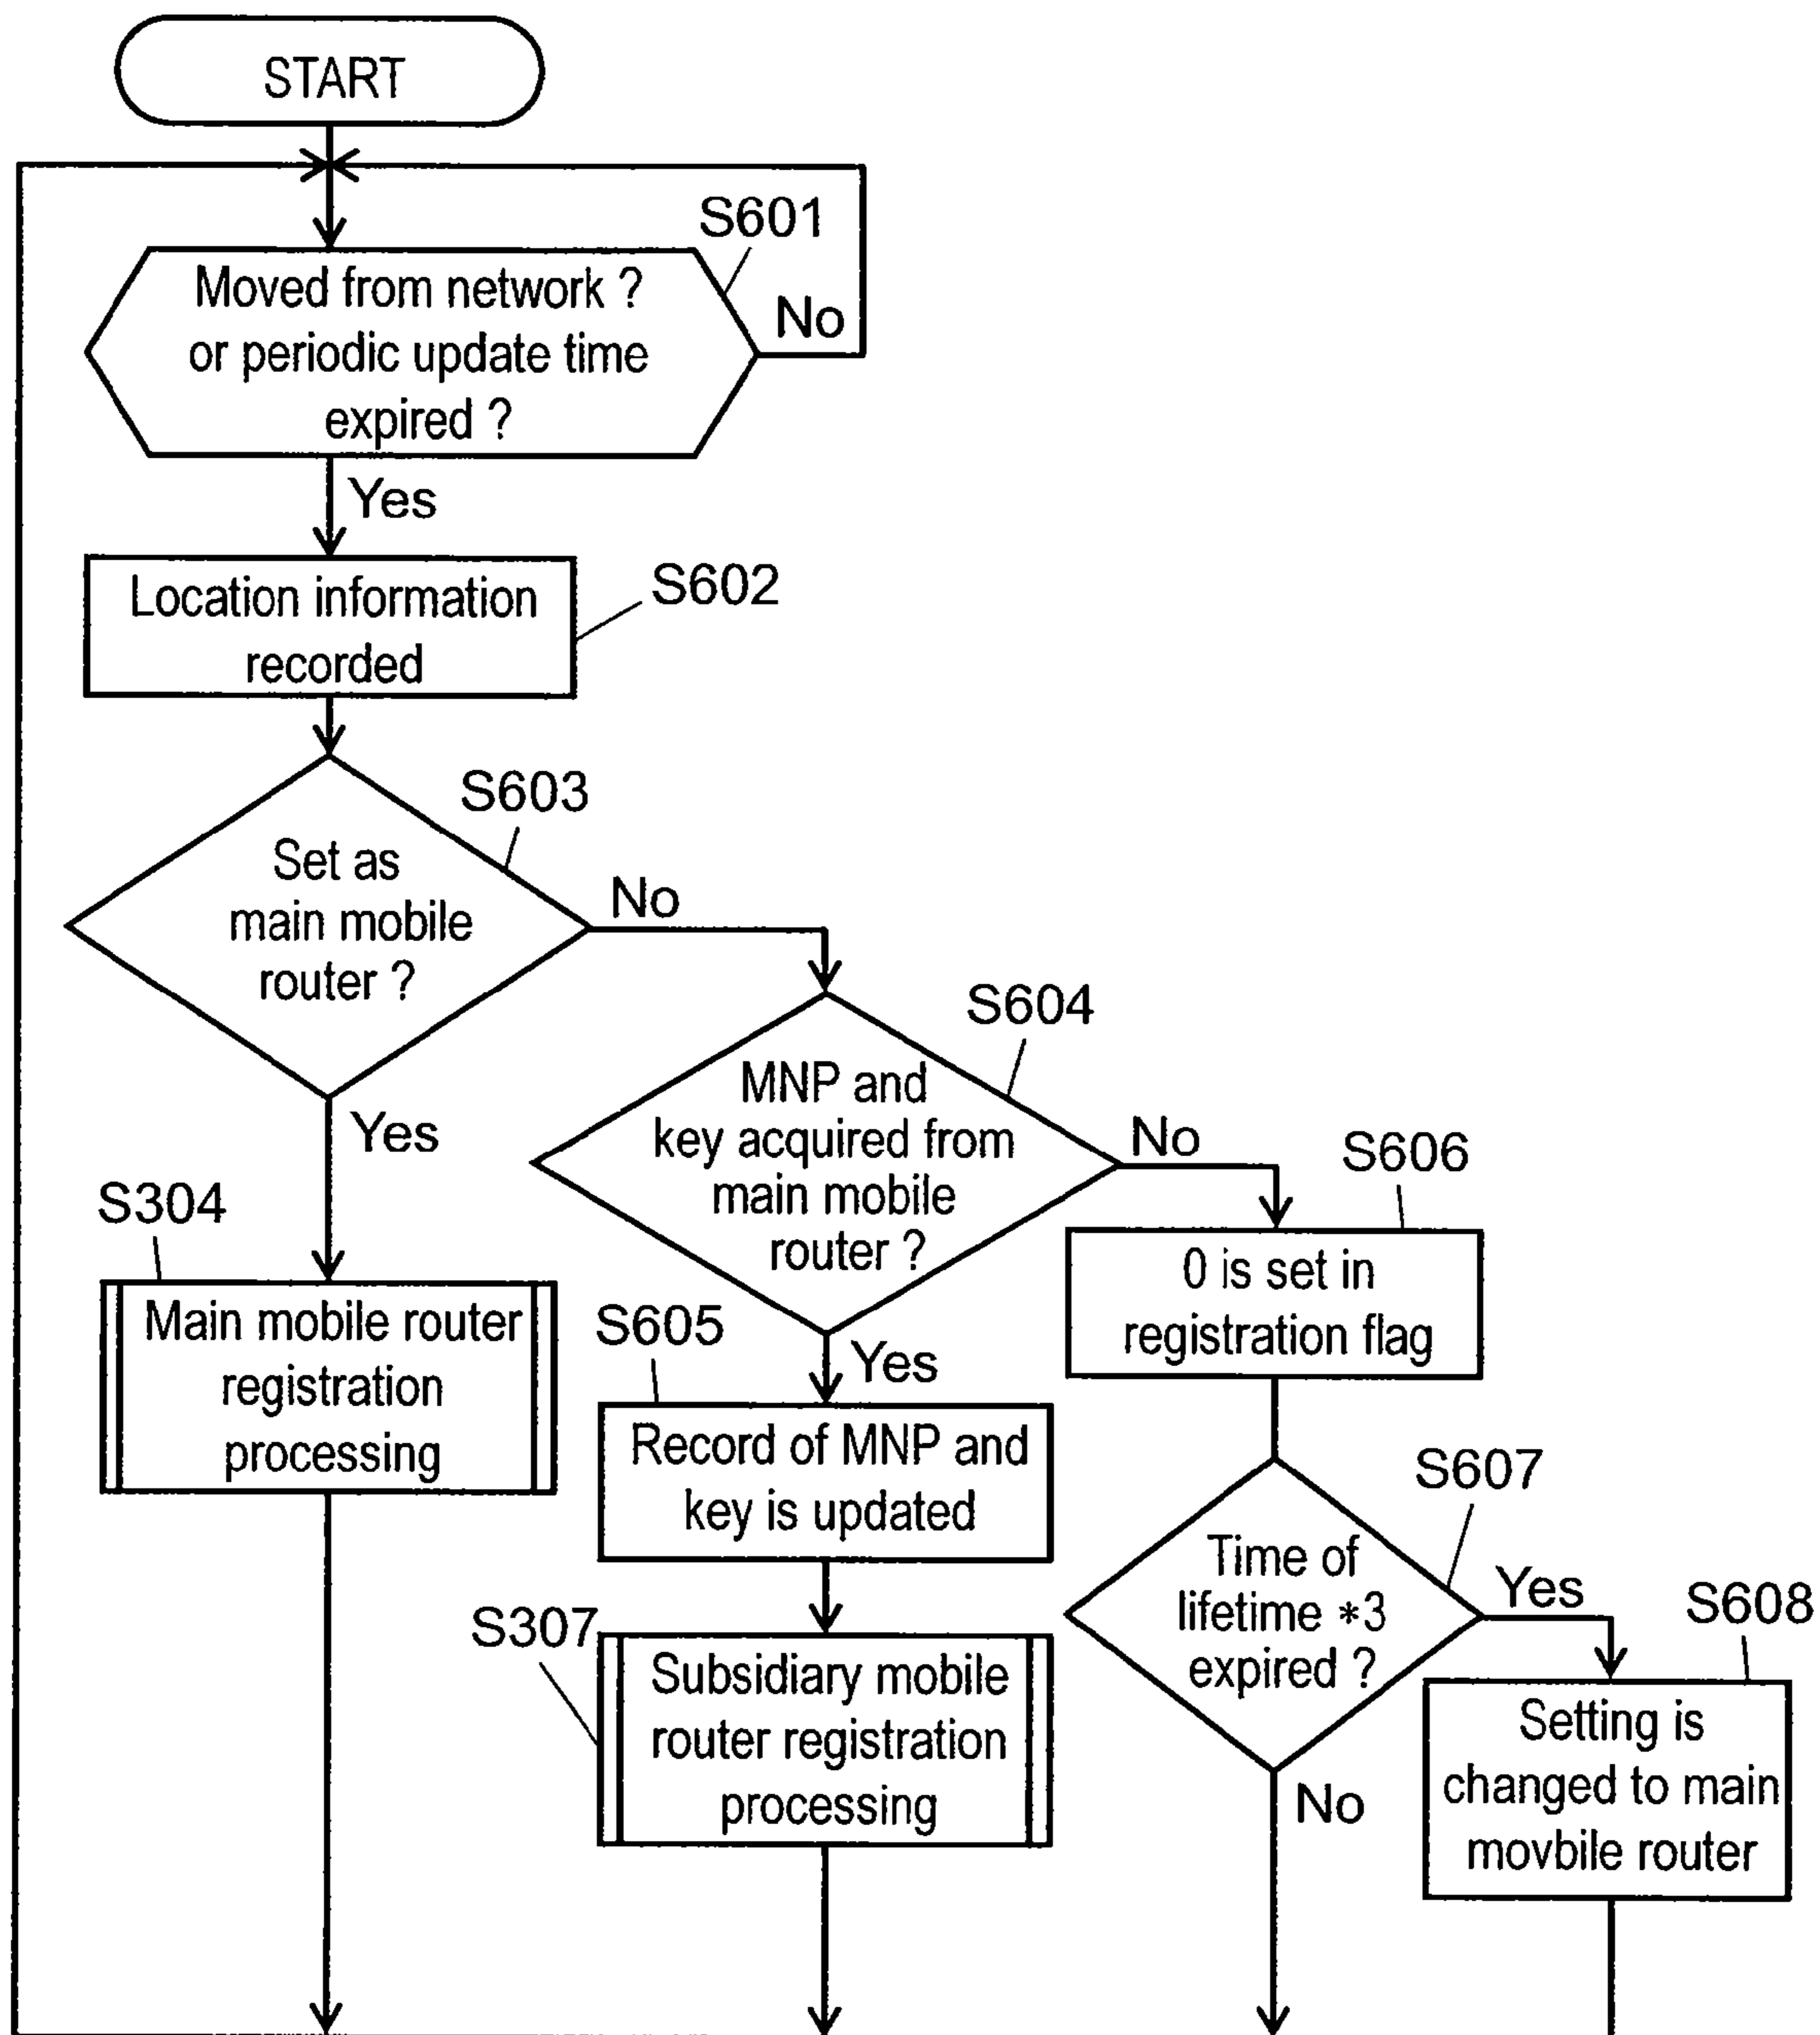 START
S601
Moved from network ?
or periodic update time
expired ?
No
Yes
Location information
recorded
S602
S603
Set as
main mobile
router ?
No
Yes
S604
MNP and
key acquired from
main mobile
router ?
No
Yes
S304
Main mobile router
registration
processing
S605
Record of MNP and
key is updated
S606
0 is set in
registration flag
S607
Time of
lifetime *3
expired ?
Yes
No
S307
Subsidiary mobile
router registration
processing
S608
Setting is
changed to main
movbile router